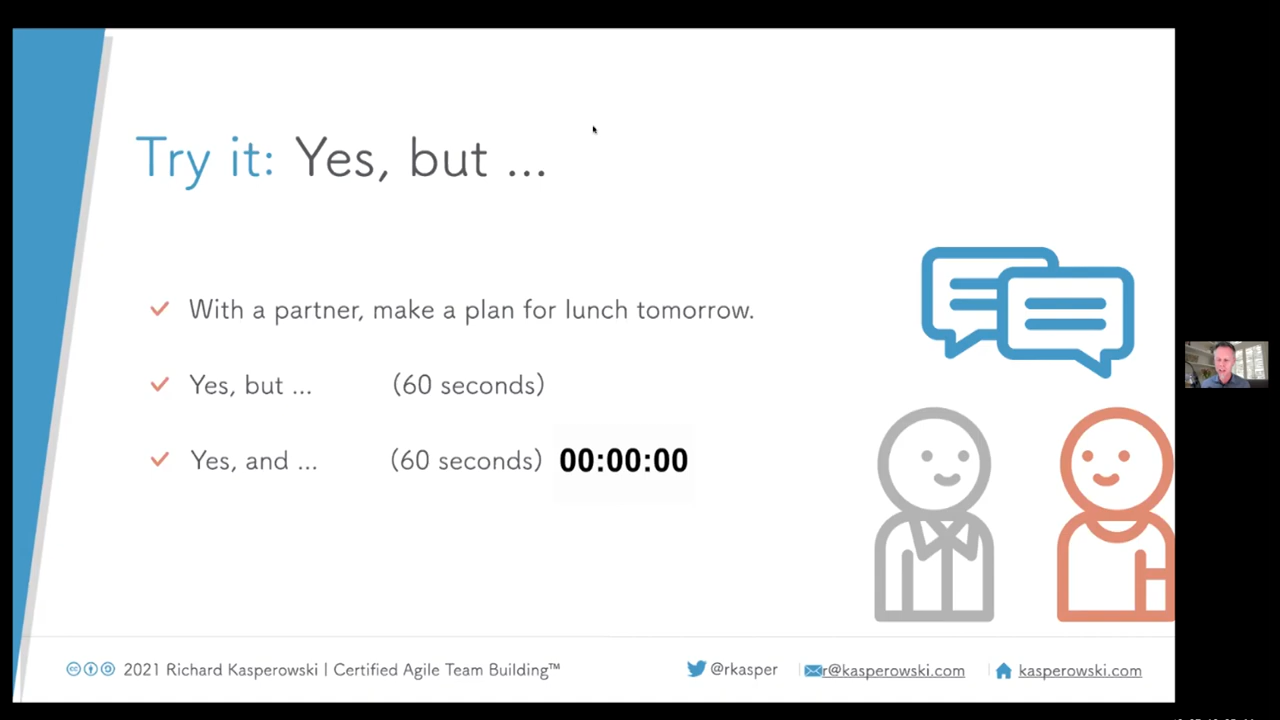 Try it: Yes, but ...
With a partner, make a plan for lunch tomorrow.
Yes, but ... (60 seconds)
Yes, and ... (60 seconds) 00:00:00
2021 Richard Kasperowski | Certified Agile Team Building™ @rkasper r@kasperowski.com kasperowski.com